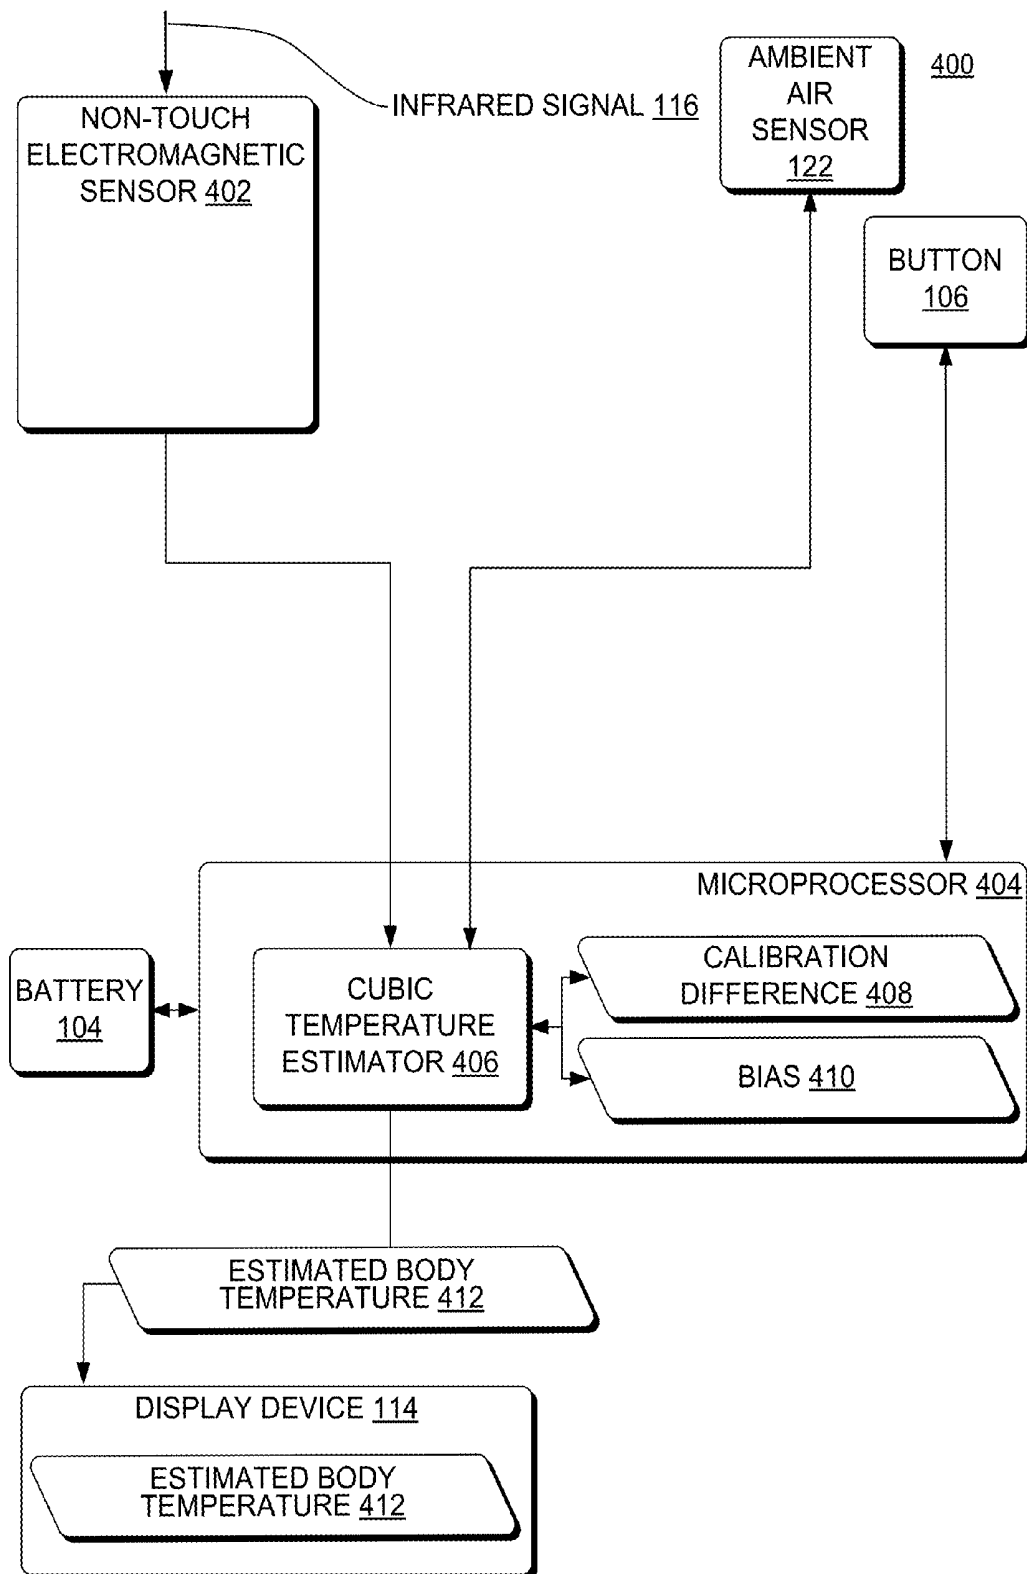 INFRARED SIGNAL 116
AMBIENT
AIR
SENSOR
122
400
NON-TOUCH
ELECTROMAGNETIC
SENSOR 402
BUTTON
106
MICROPROCESSOR 404
BATTERY
104
CUBIC
TEMPERATURE
ESTIMATOR 406
CALIBRATION
DIFFERENCE 408
BIAS 410
ESTIMATED BODY
TEMPERATURE 412
DISPLAY DEVICE 114
ESTIMATED BODY
TEMPERATURE 412